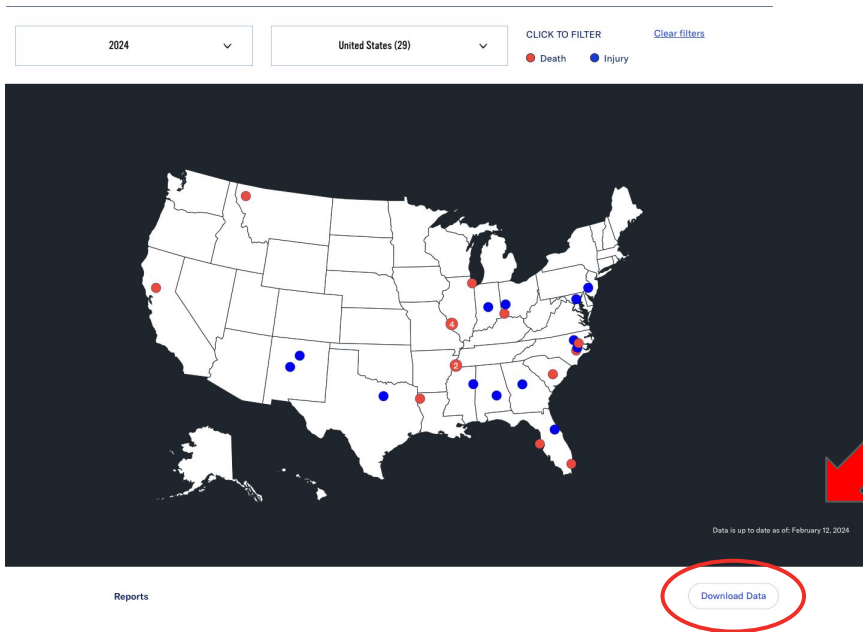 2024
United States (29)
CLICK TO FILTER
Clear filters
Death
Injury
4
2
Data is up to date as of: February 12, 2024
Reports
Download Data